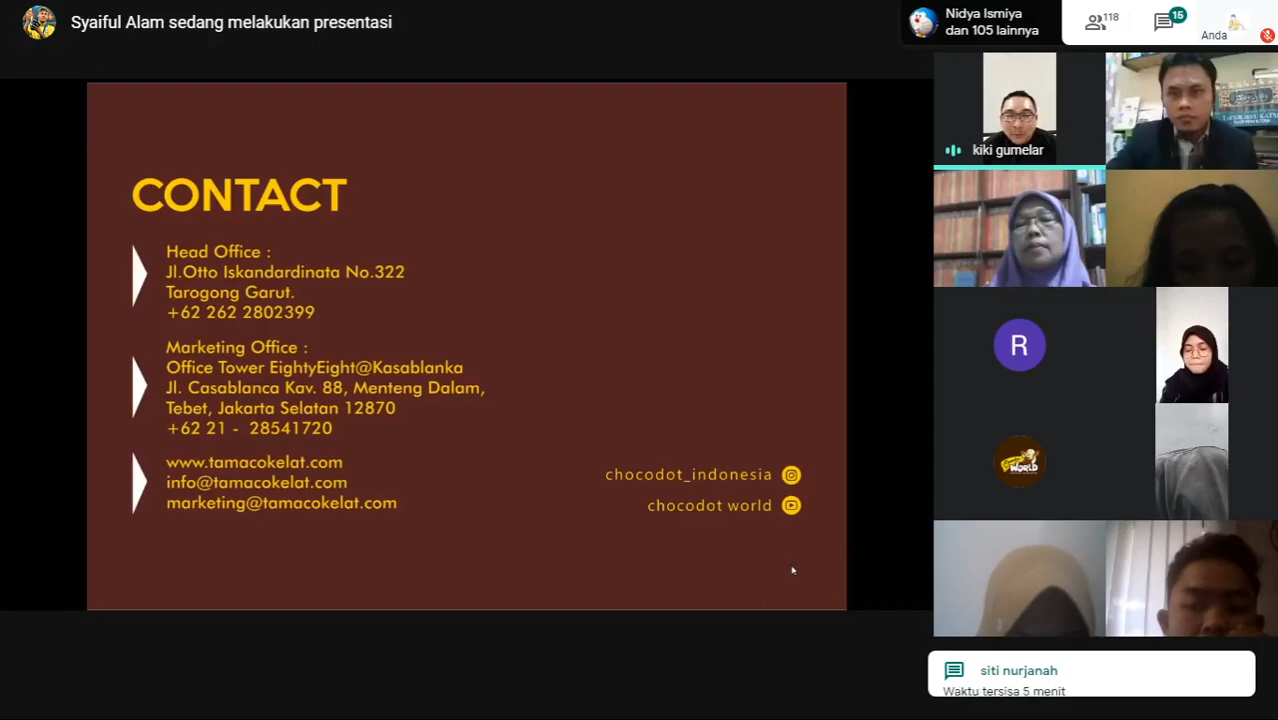 Syaiful Alam sedang melakukan presentasi
Nidya Ismiya
dan 105 lainnya
118
15
Anda
kiki gumelar
CONTACT
Head Office :
Jl.Otto Iskandardinata No.322
Tarogong Garut.
+62 262 2802399
Marketing Office :
Office Tower EightyEight@Kasablanka
Jl. Casablanca Kav. 88, Menteng Dalam,
Tebet, Jakarta Selatan 12870
+62 21 - 28541720
www.tamacokelat.com
info@tamacokelat.com
marketing@tamacokelat.com
chocodot_indonesia
chocodot world
R
WORLD
siti nurjanah
Waktu tersisa 5 menit